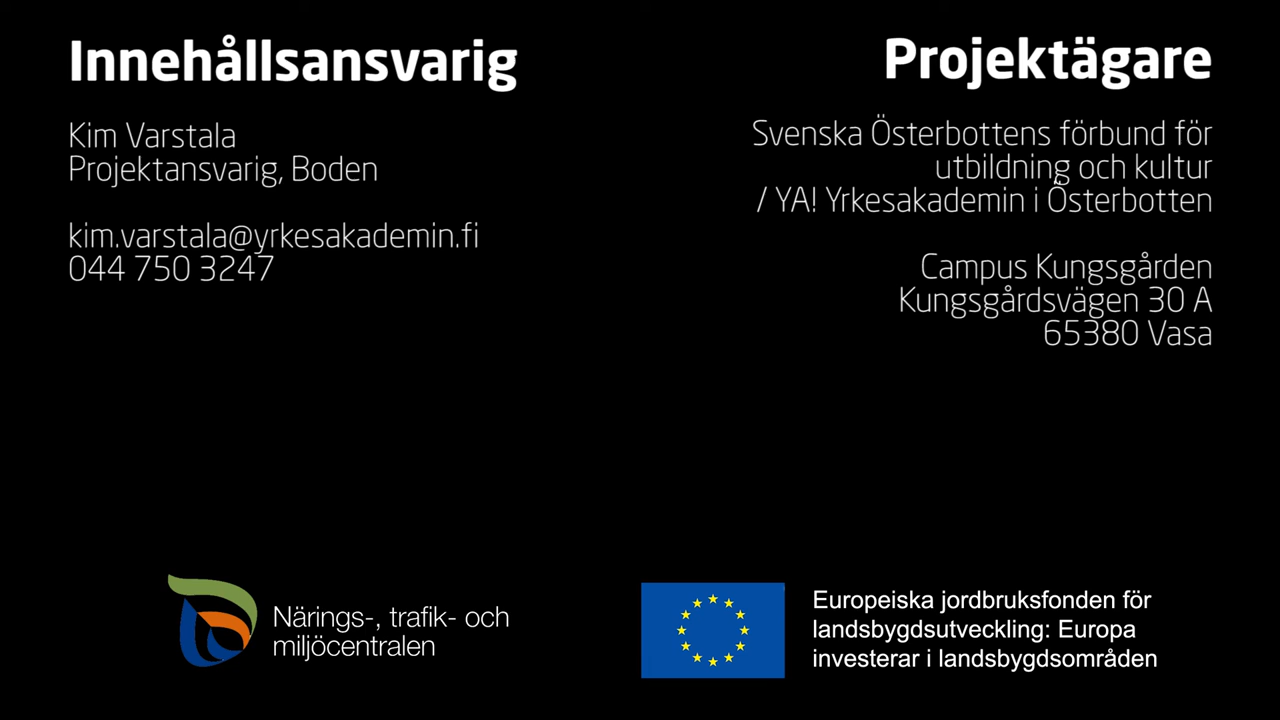 Innehållsansvarig
Kim Varstala
Projektansvarig, Boden
kim.varstala@yrkesakademin.fi
044 750 3247
Projektägare
Svenska Österbottens förbund för
utbildning och kultur
/ YA! Yrkesakademin i Österbotten
Campus Kungsgården
Kungsgårdsvägen 30 A
65380 Vasa
Närings-, trafik- och
miljöcentralen
Europeiska jordbruksfonden för
landsbygdsutveckling: Europa
investerar i landsbygdsområden